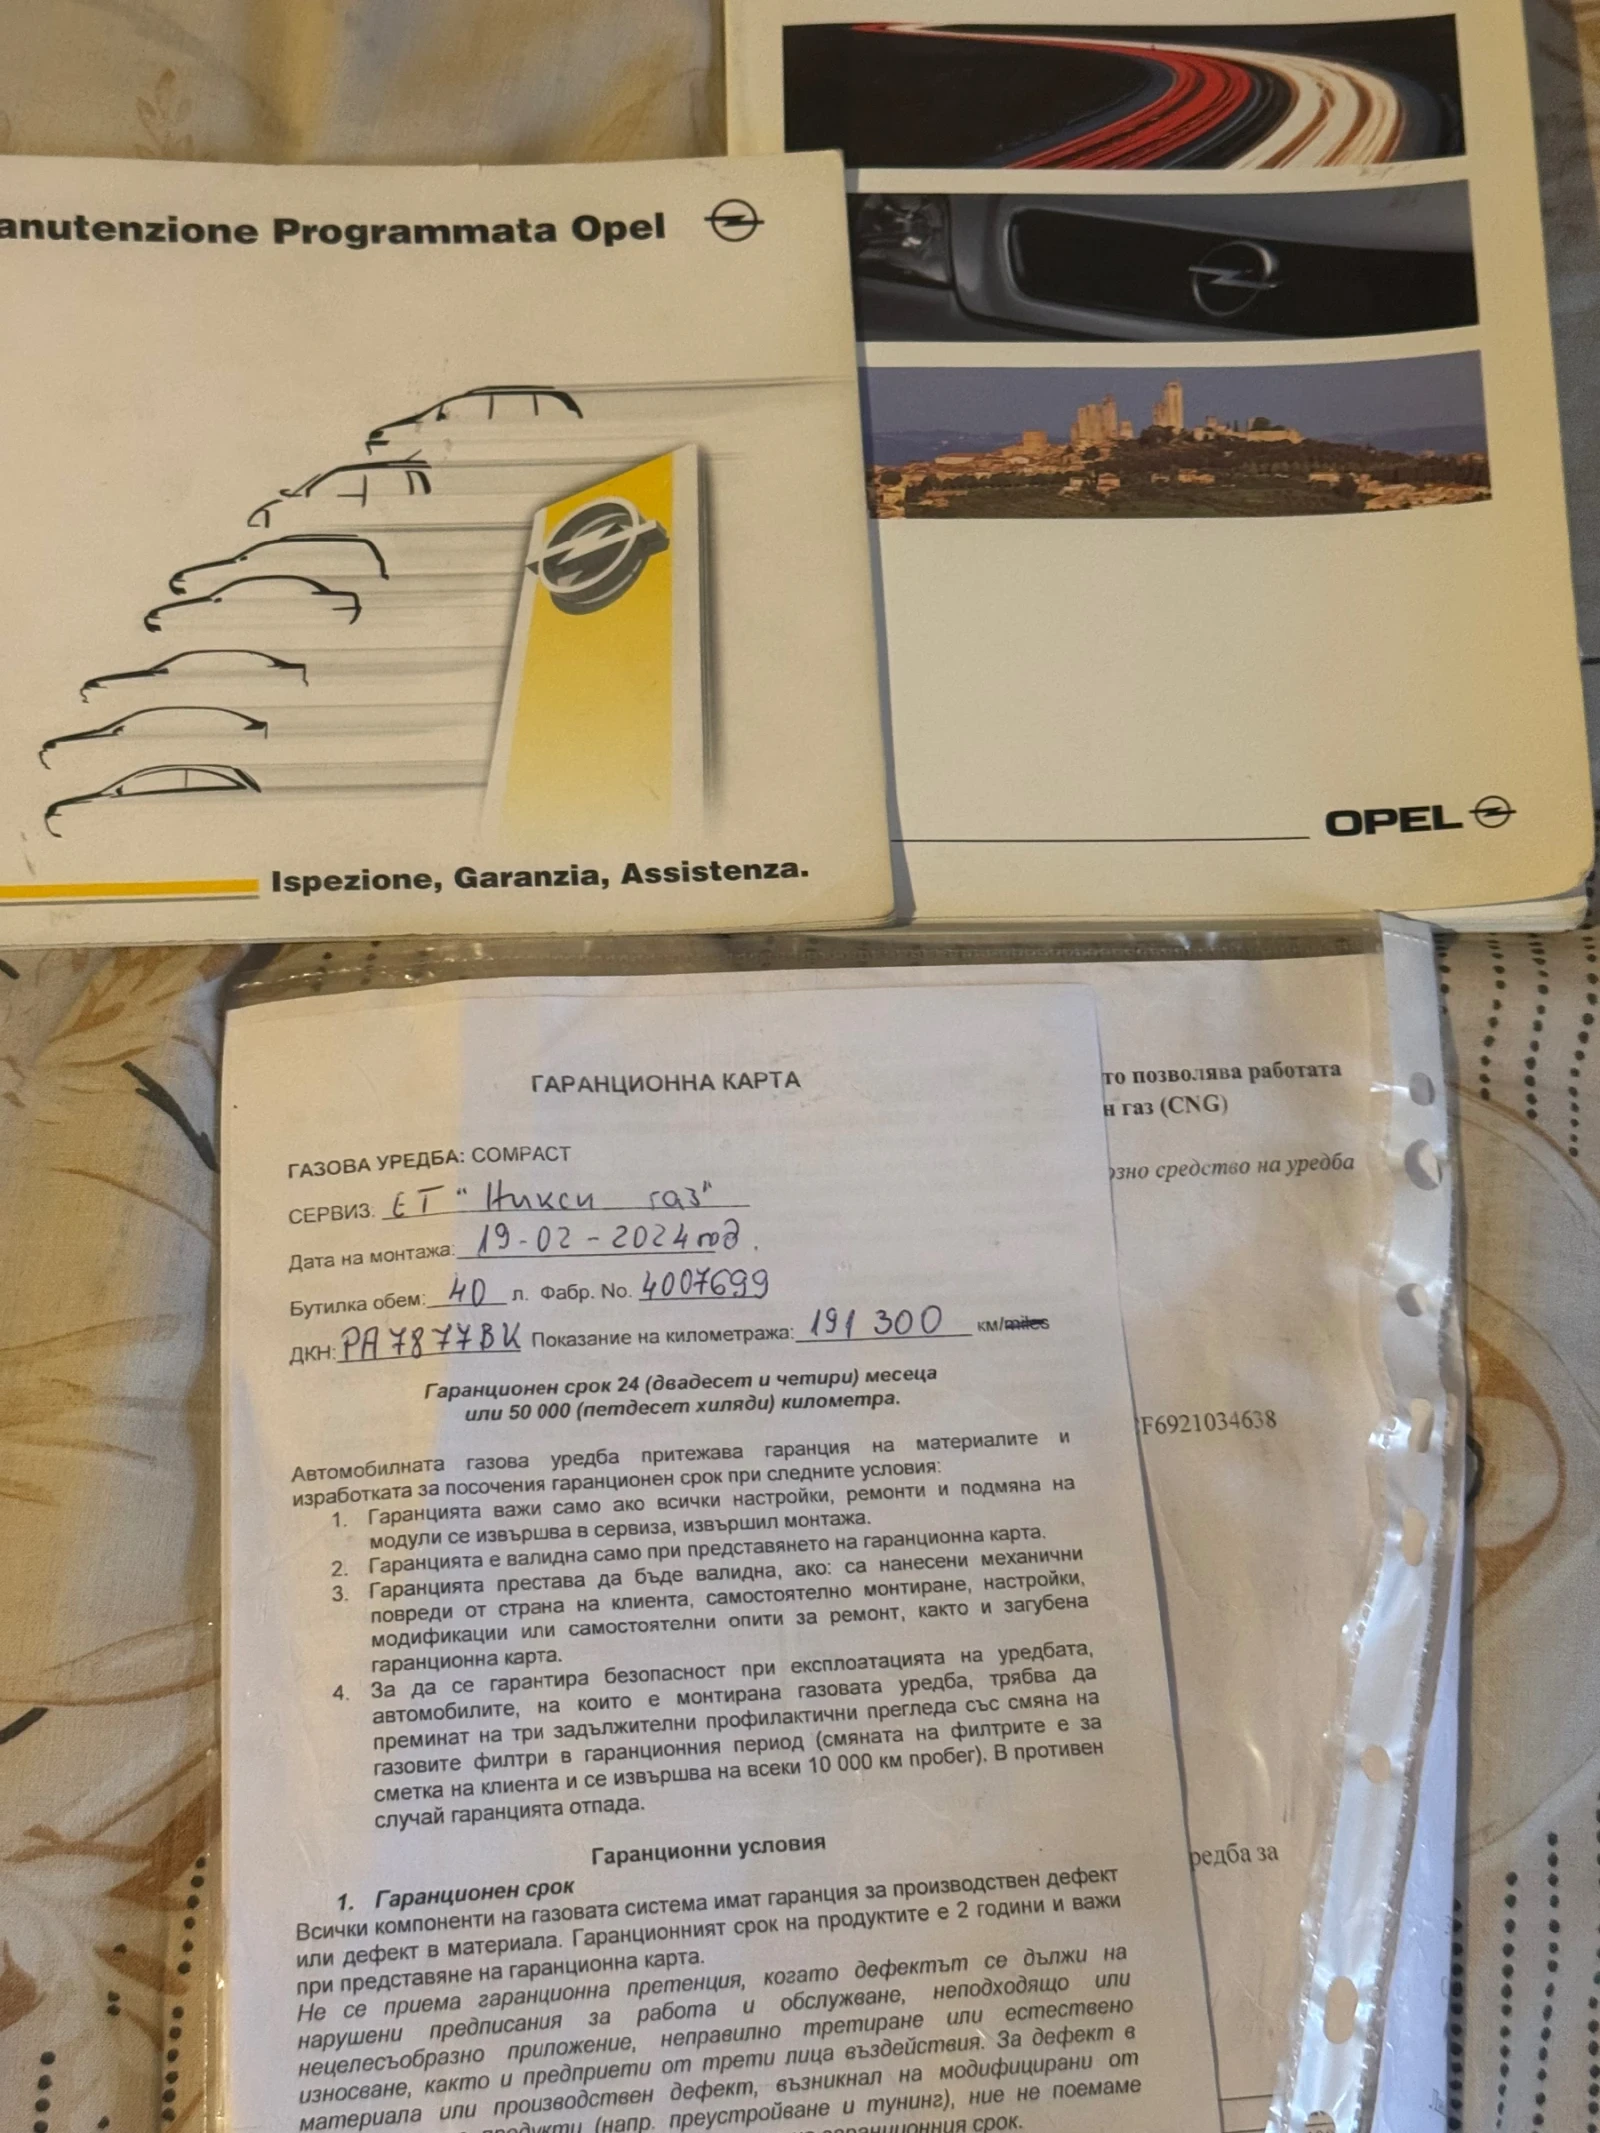 anutenzione Programmata Opel
Ispezione, Garanzia, Assistenza.
OPEL
ГАРАНЦИОННА КАРТА
ГАЗОВА УРЕДБА: COMPACT
СЕРВИЗ: ЕТ "Никси газ"
Дата на монтажа: 19-02-2024 год.
Бутилка обем: 40 л. Фабр. No. 4007699
ДКН: РА7877ВК Показание на километража: 191 300 км/miles
Гаранционен срок 24 (двадесет и четири) месеца
или 50 000 (петдесет хиляди) километра.
Автомобилната газова уредба притежава гаранция на материалите и
изработката за посочения гаранционен срок при следните условия:
1. Гаранцията важи само ако всички настройки, ремонти и подмяна на
модули се извършва в сервиза, извършил монтажа.
2. Гаранцията е валидна само при представянето на гаранционна карта.
3. Гаранцията престава да бъде валидна, ако: са нанесени механични
повреди от страна на клиента, самостоятелно монтиране, настройки,
модификации или самостоятелни опити за ремонт, както и загубена
гаранционна карта.
4. За да се гарантира безопасност при експлоатацията на уредбата,
автомобилите, на които е монтирана газовата уредба, трябва да
преминат на три задължителни профилактични прегледа със смяна на
газовите филтри в гаранционния период (смяната на филтрите е за
сметка на клиента и се извършва на всеки 10 000 км пробег). В противен
случай гаранцията отпада.
Гаранционни условия
1. Гаранционен срок
Всички компоненти на газовата система имат гаранция за производствен дефект
или дефект в материала. Гаранционният срок на продуктите е 2 години и важи
при представяне на гаранционна карта.
Не се приема гаранционна претенция, когато дефектът се дължи на
нарушени предписания за работа и обслужване, неподходящо или
нецелесъобразно приложение, неправилно третиране или естествено
износване, както и предприети от трети лица въздействия. За дефект в
материала или производствен дефект, възникнал на модифицирани от
продукти (напр. преустройване и тунинг), ние не поемаме
гаранционния срок.
то позволява работата
н газ (CNG)
озно средство на уредба
F6921034638
редба за